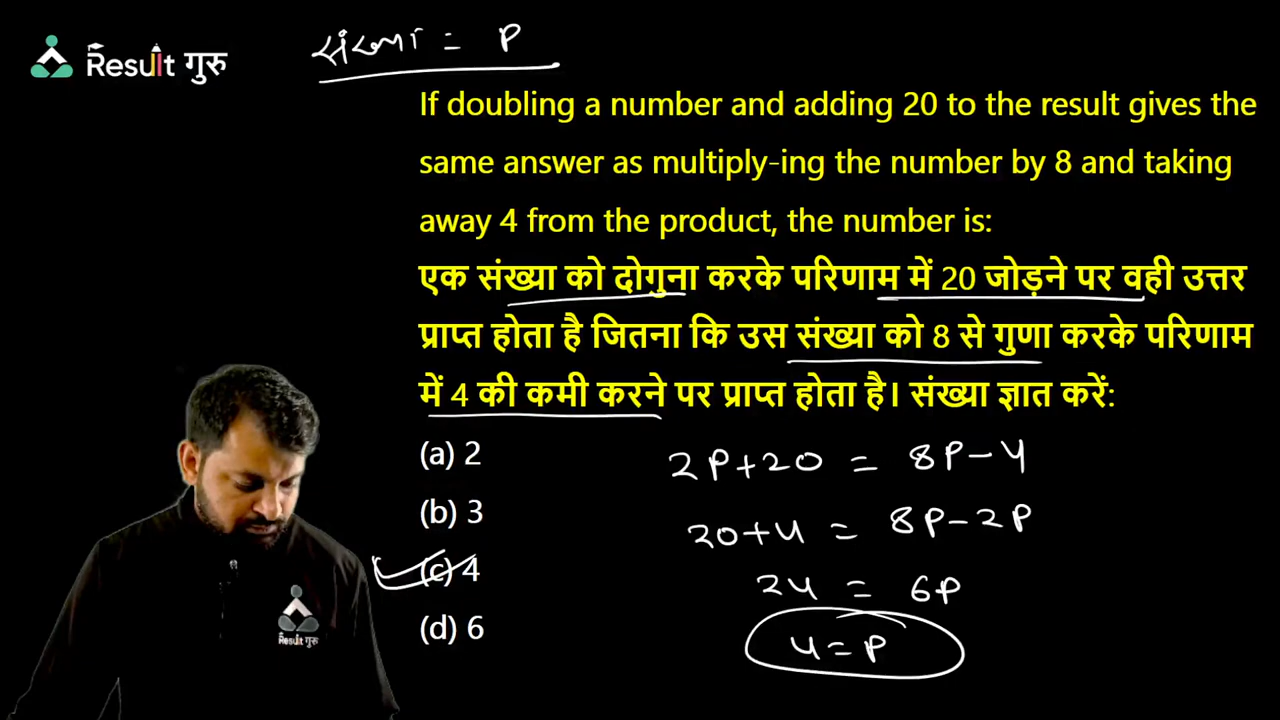 Result गुरु
संख्या = P
If doubling a number and adding 20 to the result gives the
same answer as multiply-ing the number by 8 and taking
away 4 from the product, the number is:
एक संख्या को दोगुना करके परिणाम में 20 जोड़ने पर वही उत्तर
प्राप्त होता है जितना कि उस संख्या को 8 से गुणा करके परिणाम
में 4 की कमी करने पर प्राप्त होता है। संख्या ज्ञात करें:
(a) 2
(b) 3
(c) 4
(d) 6
2P+20 = 8P-4
20+4 = 8P-2P
24 = 6P
4=P
Result गुरु